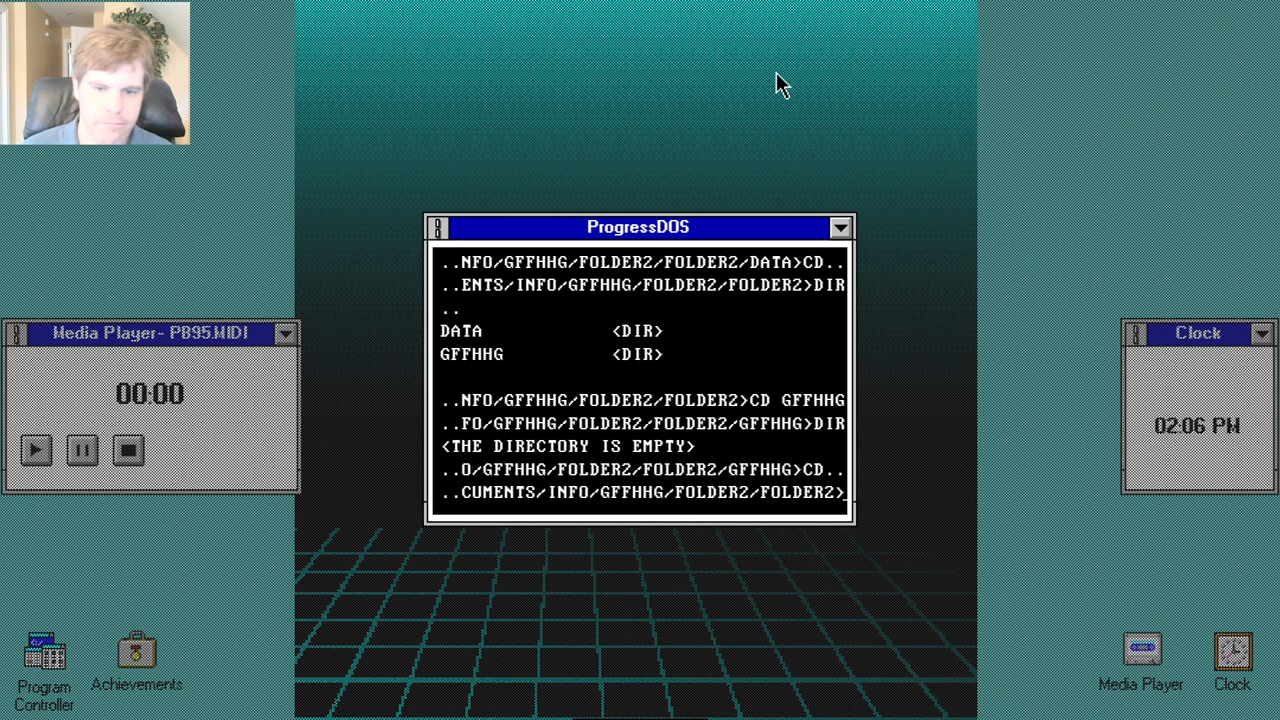 ProgressDOS
..NFO/GFFHHG/FOLDER2/FOLDER2/DATA>CD..
..ENTS/INFO/GFFHHG/FOLDER2/FOLDER2>DIR
..
DATA <DIR>
GFFHHG <DIR>
..NFO/GFFHHG/FOLDER2/FOLDER2>CD GFFHHG
..FO/GFFHHG/FOLDER2/FOLDER2/GFFHHG>DIR
<THE DIRECTORY IS EMPTY>
..O/GFFHHG/FOLDER2/FOLDER2/GFFHHG>CD..
..CUMENTS/INFO/GFFHHG/FOLDER2/FOLDER2>_
Media Player- PB95.MIDI
00:00
Clock
02:06 PM
Program
Controller
Achievements
Media Player
Clock